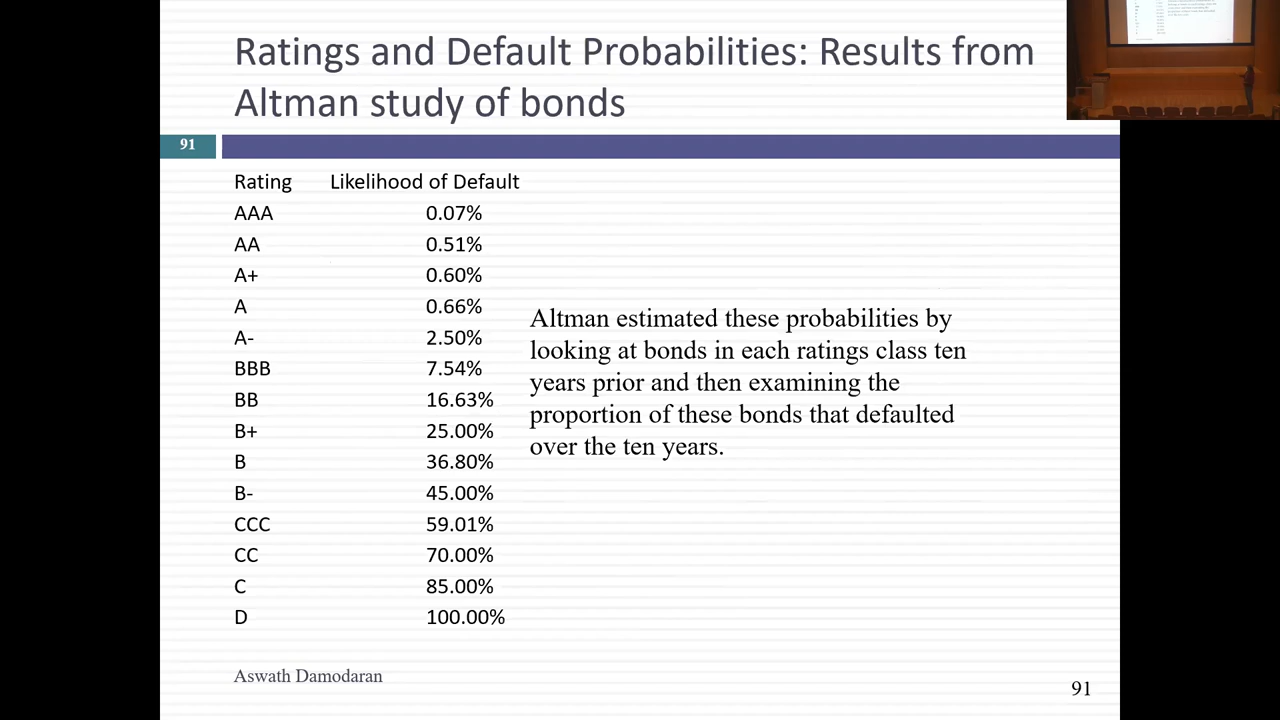 Ratings and Default Probabilities: Results from
Altman study of bonds
91
Rating Likelihood of Default
AAA 0.07%
AA 0.51%
A+ 0.60%
A 0.66%
A- 2.50%
BBB 7.54%
BB 16.63%
B+ 25.00%
B 36.80%
B- 45.00%
CCC 59.01%
CC 70.00%
C 85.00%
D 100.00%
Altman estimated these probabilities by
looking at bonds in each ratings class ten
years prior and then examining the
proportion of these bonds that defaulted
over the ten years.
Aswath Damodaran
91